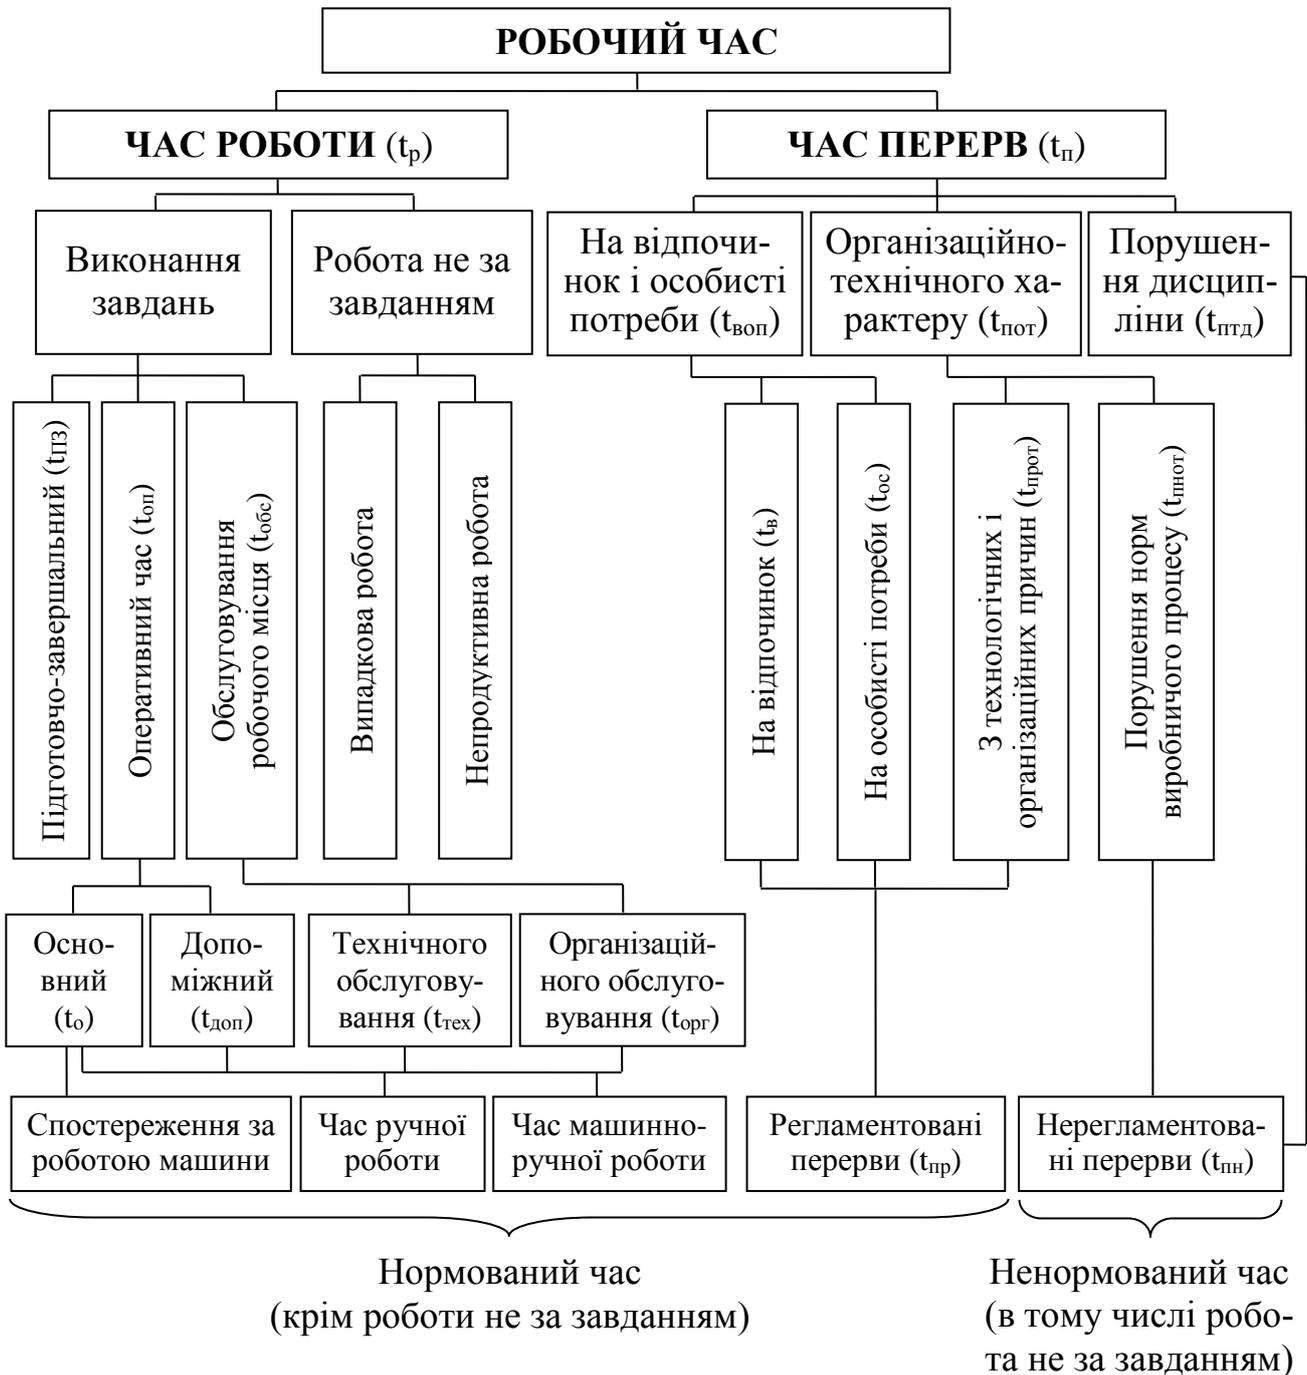 РОБОЧИЙ ЧАС
ЧАС РОБОТИ (tр)
ЧАС ПЕРЕРВ (tп)
Виконання
завдань
Робота не за
завданням
На відпочи-
нок і особисті
потреби (tвоп)
Організаційно-
технічного ха-
рактеру (tпот)
Порушен-
ня дисцип-
ліни (tптд)
Підготовчо-завершальний (tПЗ)
Оперативний час (tоп)
Обслуговування
робочого місця (tобс)
Випадкова робота
Непродуктивна робота
На відпочинок (tв)
На особисті потреби (tос)
З технологічних і
організаційних причин (tпрот)
Порушення норм
виробничого процесу (tпнот)
Осно-
вний
(tо)
Допо-
міжний
(tдоп)
Технічного
обслугову-
вання (tтех)
Організацій-
ного обслуго-
вування (tорг)
Спостереження за
роботою машини
Час ручної
роботи
Час машинно-
ручної роботи
Регламентовані
перерви (tпр)
Нерегламентова-
ні перерви (tпн)
Нормований час
(крім роботи не за завданням)
Ненормований час
(в тому числі робо-
та не за завданням)